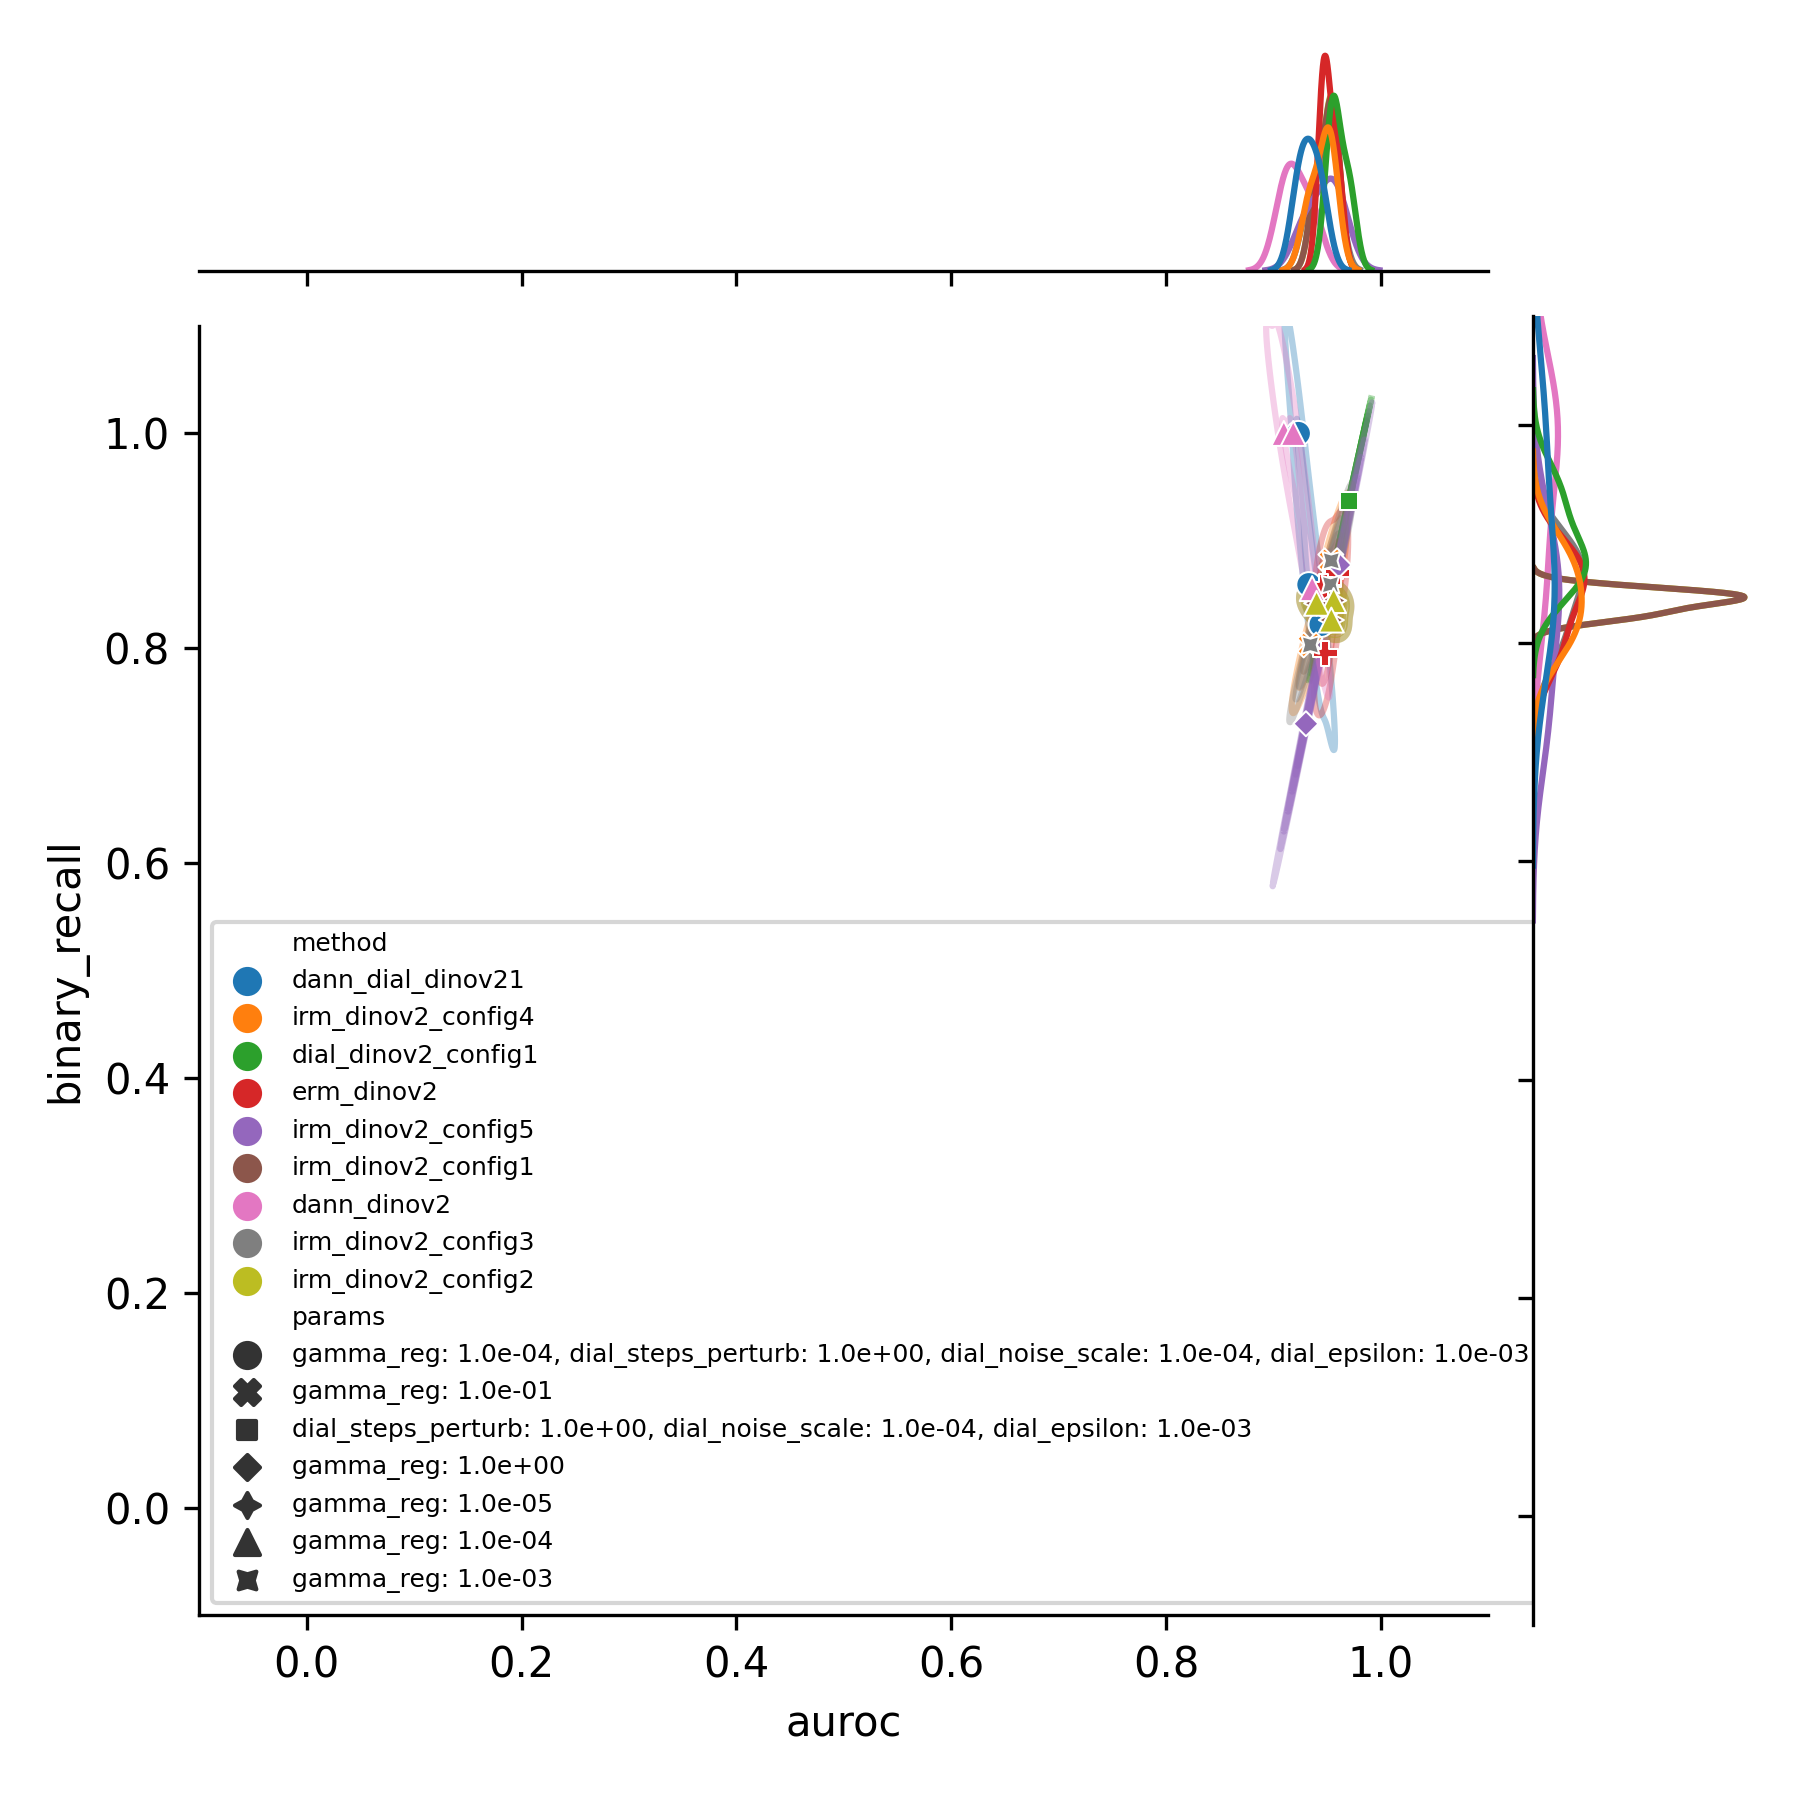 1.0
0.8
0.6
0.4
0.2
0.0
binary_recall
method
dann_dial_dinov21
irm_dinov2_config4
dial_dinov2_config1
erm_dinov2
irm_dinov2_config5
irm_dinov2_config1
dann_dinov2
irm_dinov2_config3
irm_dinov2_config2
params
gamma_reg: 1.0e-04, dial_steps_perturb: 1.0e+00, dial_noise_scale: 1.0e-04, dial_epsilon: 1.0e-03
gamma_reg: 1.0e-01
dial_steps_perturb: 1.0e+00, dial_noise_scale: 1.0e-04, dial_epsilon: 1.0e-03
gamma_reg: 1.0e+00
gamma_reg: 1.0e-05
gamma_reg: 1.0e-04
gamma_reg: 1.0e-03
0.0 0.2 0.4 0.6 0.8 1.0
auroc